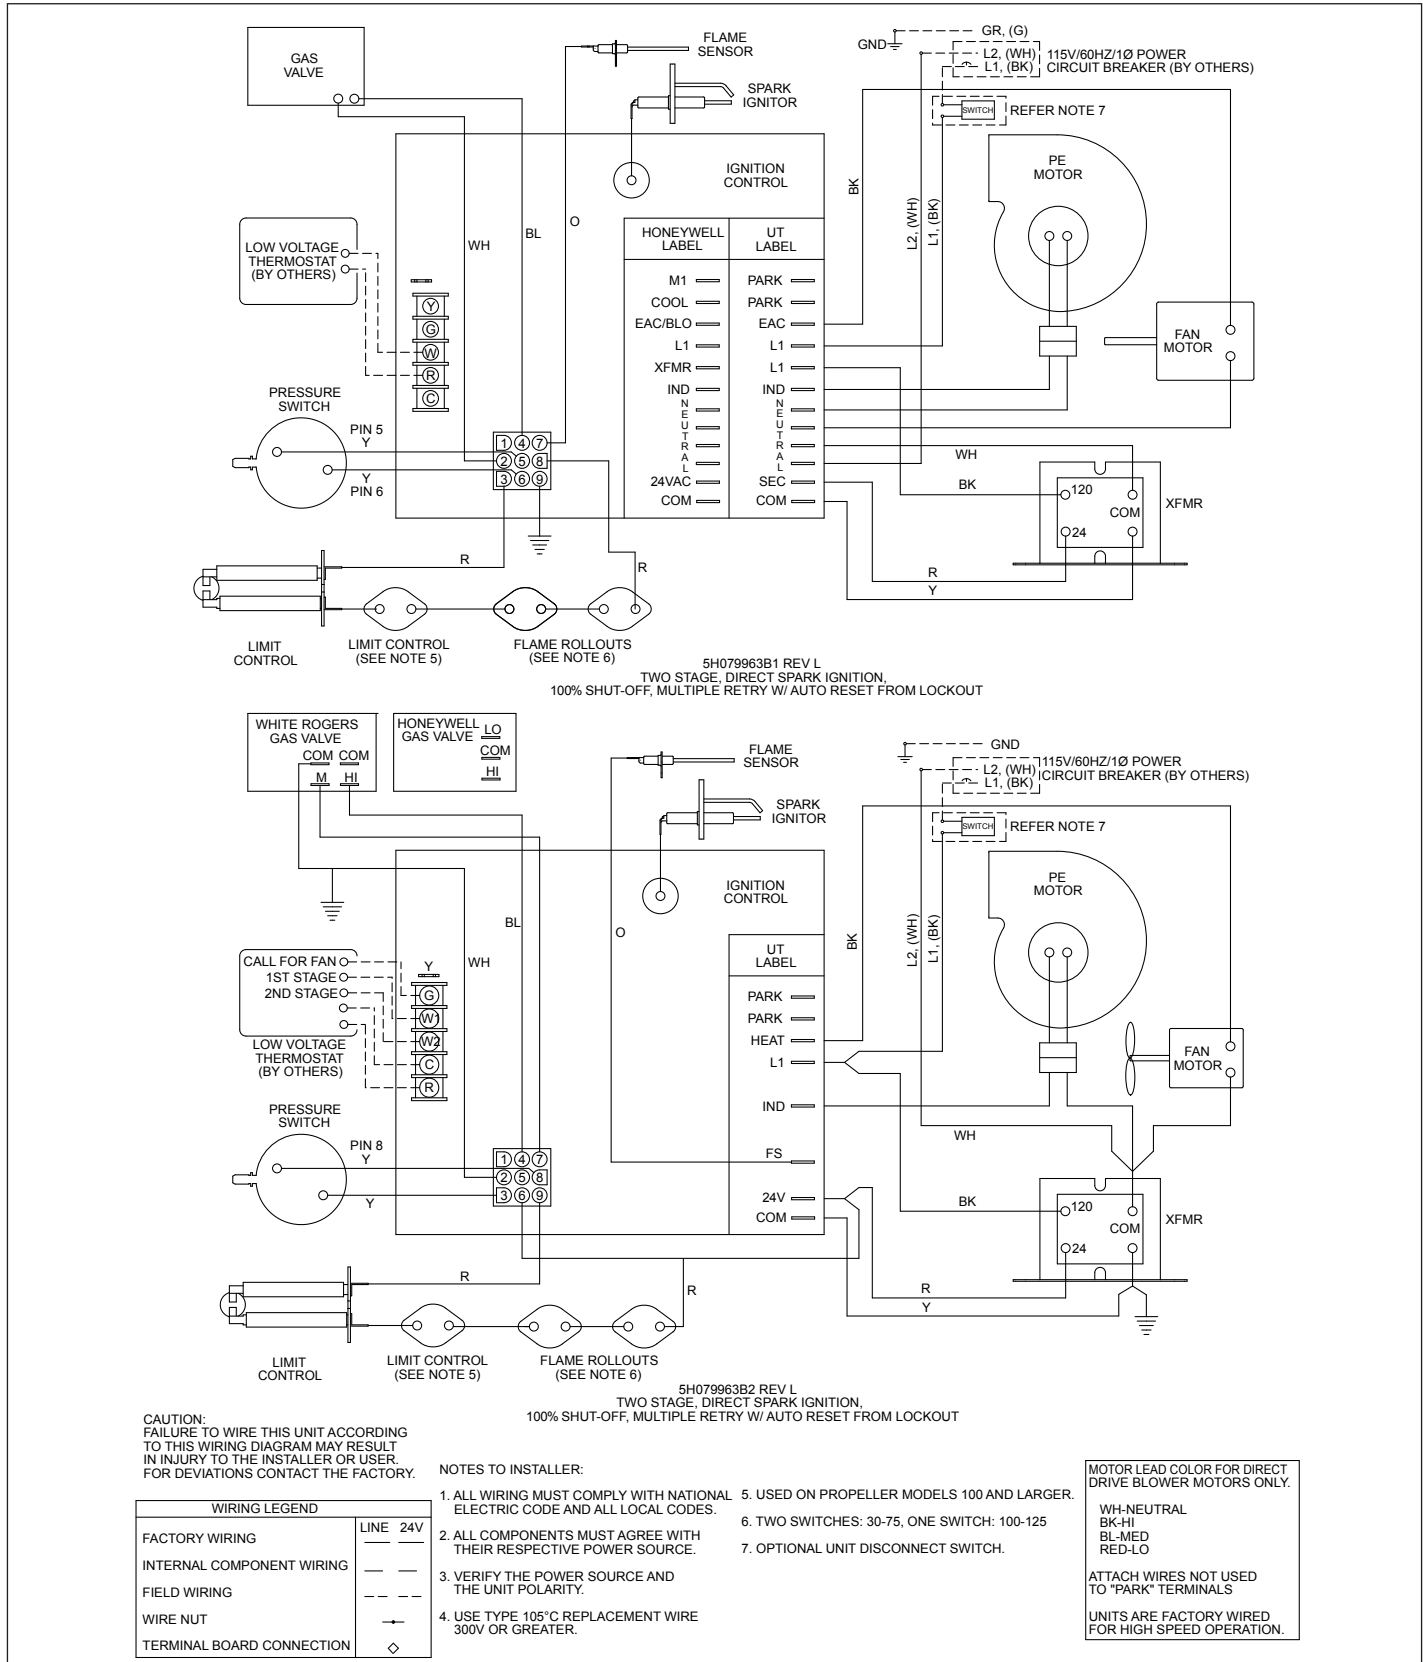 GAS
VALVE
FLAME
SENSOR
SPARK
IGNITOR
GND
GR, (G)
L2, (WH)
L1, (BK)
115V/60HZ/1Ø POWER
CIRCUIT BREAKER (BY OTHERS)
SWITCH
REFER NOTE 7
IGNITION
CONTROL
PE
MOTOR
BK
L2, (WH)
L1, (BK)
WH
BL
O
LOW VOLTAGE
THERMOSTAT
(BY OTHERS)
Y
G
W
R
C
HONEYWELL
LABEL
UT
LABEL
M1
PARK
COOL
PARK
EAC/BLO
EAC
L1
L1
XFMR
L1
IND
IND
NEUTRAL
NEUTRAL
24VAC
SEC
COM
COM
FAN
MOTOR
PRESSURE
SWITCH
PIN 5
Y
Y
PIN 6
1 4 7
2 5 8
3 6 9
WH
BK
120
COM
24
XFMR
R
Y
R
R
LIMIT
CONTROL
LIMIT CONTROL
(SEE NOTE 5)
FLAME ROLLOUTS
(SEE NOTE 6)
5H079963B1 REV L
TWO STAGE, DIRECT SPARK IGNITION,
100% SHUT-OFF, MULTIPLE RETRY W/ AUTO RESET FROM LOCKOUT
WHITE ROGERS
GAS VALVE
COM COM
M HI
HONEYWELL
GAS VALVE
LO
COM
HI
FLAME
SENSOR
SPARK
IGNITOR
GND
L2, (WH)
L1, (BK)
115V/60HZ/1Ø POWER
CIRCUIT BREAKER (BY OTHERS)
SWITCH
REFER NOTE 7
IGNITION
CONTROL
PE
MOTOR
BL
O
BK
L2, (WH)
L1, (BK)
CALL FOR FAN
1ST STAGE
2ND STAGE
LOW VOLTAGE
THERMOSTAT
(BY OTHERS)
Y
G
W1
W2
C
R
WH
UT
LABEL
PARK
PARK
HEAT
L1
IND
FS
24V
COM
FAN
MOTOR
PRESSURE
SWITCH
PIN 8
Y
Y
1 4 7
2 5 8
3 6 9
WH
BK
120
COM
24
XFMR
R
Y
R
R
LIMIT
CONTROL
LIMIT CONTROL
(SEE NOTE 5)
FLAME ROLLOUTS
(SEE NOTE 6)
5H079963B2 REV L
TWO STAGE, DIRECT SPARK IGNITION,
100% SHUT-OFF, MULTIPLE RETRY W/ AUTO RESET FROM LOCKOUT
CAUTION:
FAILURE TO WIRE THIS UNIT ACCORDING
TO THIS WIRING DIAGRAM MAY RESULT
IN INJURY TO THE INSTALLER OR USER.
FOR DEVIATIONS CONTACT THE FACTORY.
WIRING LEGEND
LINE 24V
FACTORY WIRING
INTERNAL COMPONENT WIRING
FIELD WIRING
WIRE NUT
TERMINAL BOARD CONNECTION
NOTES TO INSTALLER:
1. ALL WIRING MUST COMPLY WITH NATIONAL
ELECTRIC CODE AND ALL LOCAL CODES.
2. ALL COMPONENTS MUST AGREE WITH
THEIR RESPECTIVE POWER SOURCE.
3. VERIFY THE POWER SOURCE AND
THE UNIT POLARITY.
4. USE TYPE 105°C REPLACEMENT WIRE
300V OR GREATER.
5. USED ON PROPELLER MODELS 100 AND LARGER.
6. TWO SWITCHES: 30-75, ONE SWITCH: 100-125
7. OPTIONAL UNIT DISCONNECT SWITCH.
MOTOR LEAD COLOR FOR DIRECT
DRIVE BLOWER MOTORS ONLY.
WH-NEUTRAL
BK-HI
BL-MED
RED-LO
ATTACH WIRES NOT USED
TO "PARK" TERMINALS
UNITS ARE FACTORY WIRED
FOR HIGH SPEED OPERATION.